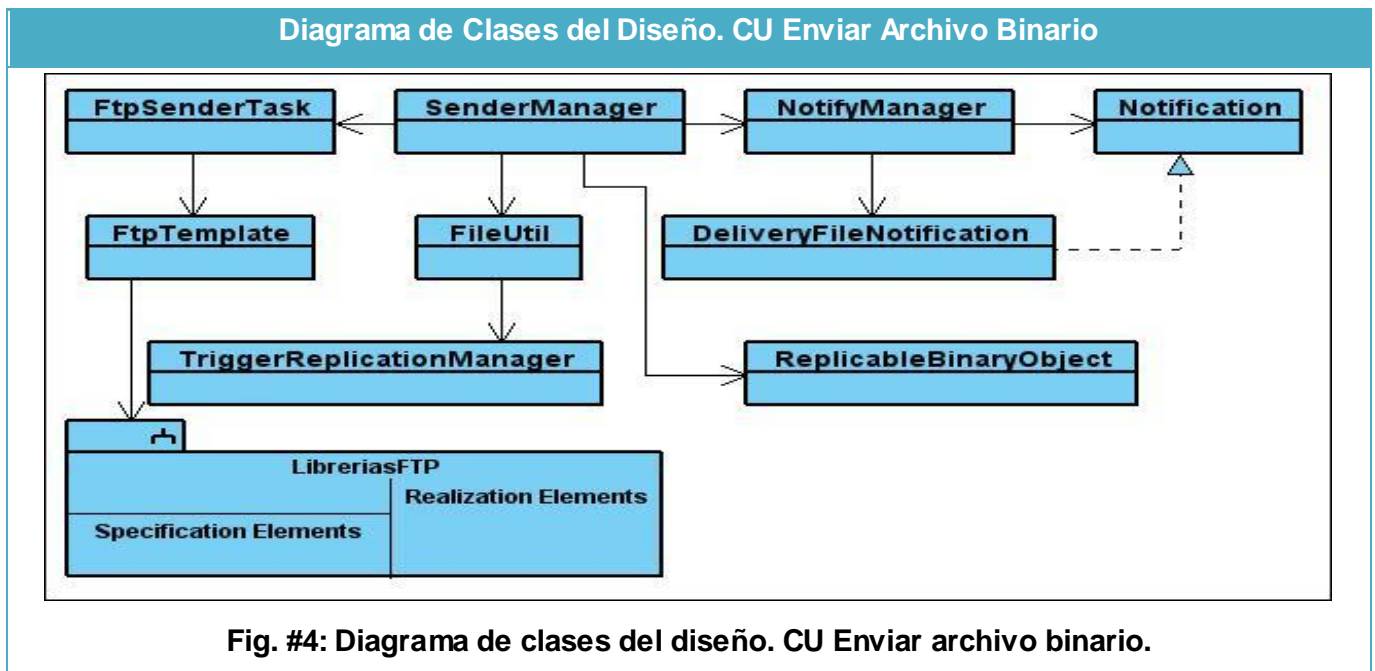 Diagrama de Clases del Diseño. CU Enviar Archivo Binario
FtpSenderTask
SenderManager
NotifyManager
Notification
FtpTemplate
FileUtil
DeliveryFileNotification
TriggerReplicationManager
ReplicableBinaryObject
LibreriasFTP
Realization Elements
Specification Elements
Fig. #4: Diagrama de clases del diseño. CU Enviar archivo binario.